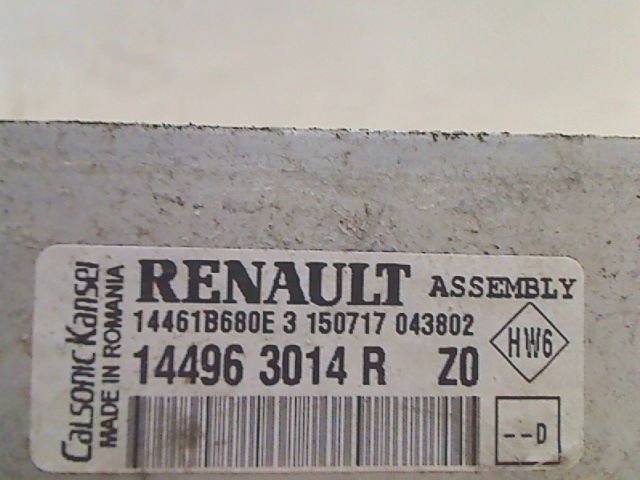 Calsonic Kansei
MADE IN ROMANIA
RENAULT ASSEMBLY
14461B680E 3 150717 043802
14496 3014 R Z0
HW6
--D